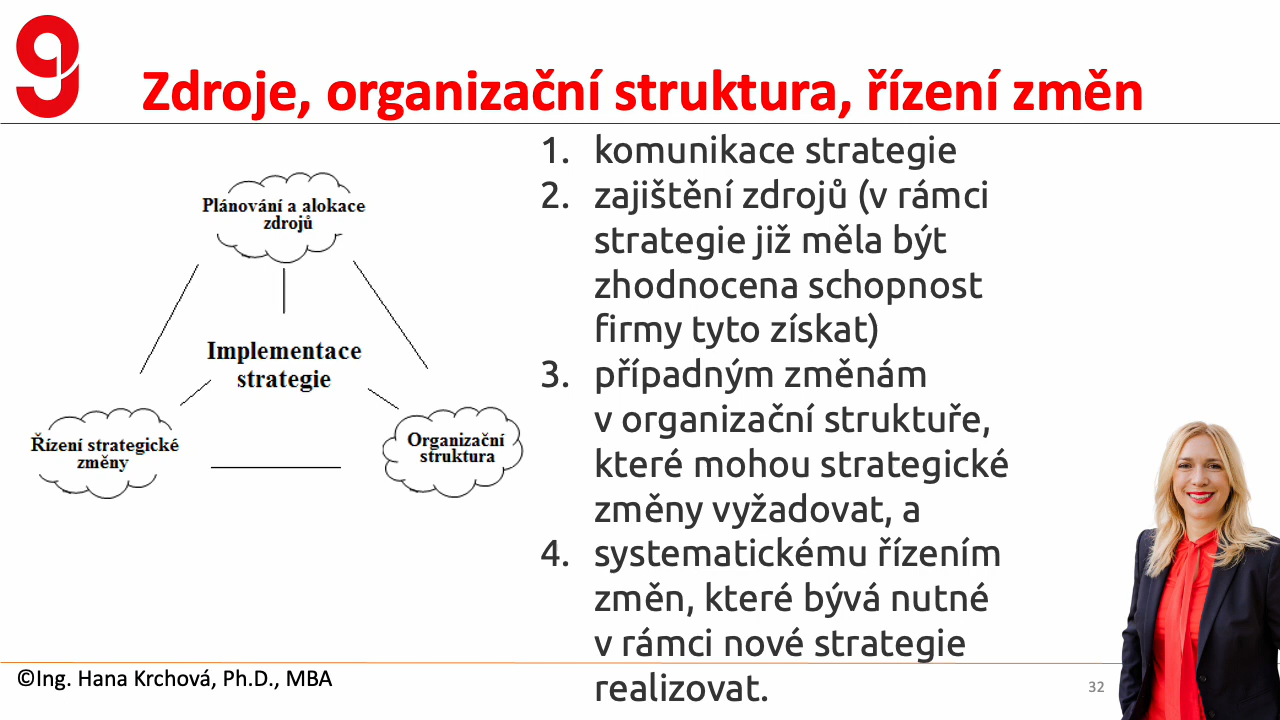 Zdroje, organizační struktura, řízení změn
Plánování a alokace
zdrojů
Implementace
strategie
Řízení strategické
změny
Organizační
struktura
1. komunikace strategie
2. zajištění zdrojů (v rámci
strategie již měla být
zhodnocena schopnost
firmy tyto získat)
3. případným změnám
v organizační struktuře,
které mohou strategické
změny vyžadovat, a
4. systematickému řízením
změn, které bývá nutné
v rámci nové strategie
realizovat.
©Ing. Hana Krchová, Ph.D., MBA
32